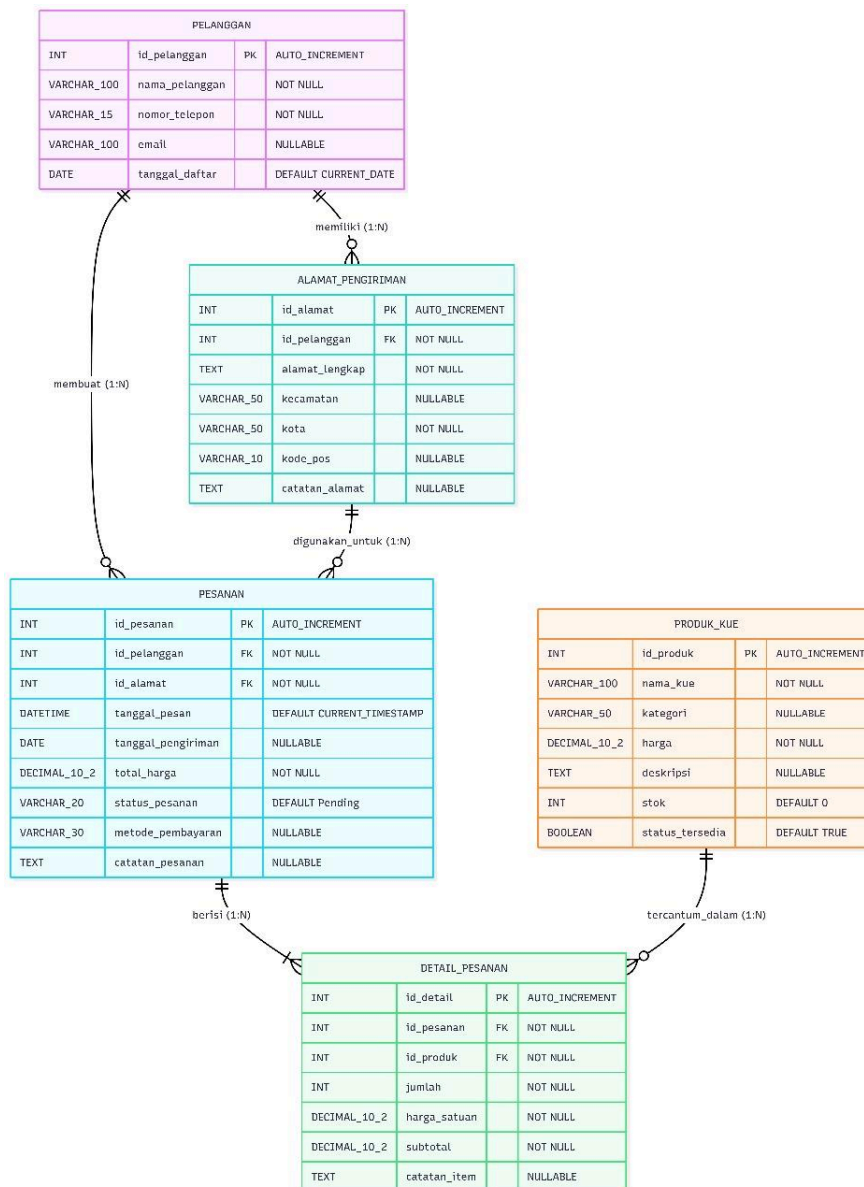 PELANGGAN
INT id_pelanggan PK AUTO_INCREMENT
VARCHAR_100 nama_pelanggan NOT NULL
VARCHAR_15 nomor_telepon NOT NULL
VARCHAR_100 email NULLABLE
DATE tanggal_daftar DEFAULT CURRENT_DATE
memiliki (1:N)
ALAMAT_PENGIRIMAN
INT id_alamat PK AUTO_INCREMENT
INT id_pelanggan FK NOT NULL
TEXT alamat_lengkap NOT NULL
VARCHAR_50 kecamatan NULLABLE
VARCHAR_50 kota NOT NULL
VARCHAR_10 kode_pos NULLABLE
TEXT catatan_alamat NULLABLE
membuat (1:N)
digunakan_untuk (1:N)
PESANAN
INT id_pesanan PK AUTO_INCREMENT
INT id_pelanggan FK NOT NULL
INT id_alamat FK NOT NULL
DATETIME tanggal_pesan DEFAULT CURRENT_TIMESTAMP
DATE tanggal_pengiriman NULLABLE
DECIMAL_10_2 total_harga NOT NULL
VARCHAR_20 status_pesanan DEFAULT Pending
VARCHAR_30 metode_pembayaran NULLABLE
TEXT catatan_pesanan NULLABLE
PRODUK_KUE
INT id_produk PK AUTO_INCREMENT
VARCHAR_100 nama_kue NOT NULL
VARCHAR_50 kategori NULLABLE
DECIMAL_10_2 harga NOT NULL
TEXT deskripsi NULLABLE
INT stok DEFAULT 0
BOOLEAN status_tersedia DEFAULT TRUE
berisi (1:N)
tercantum_dalam (1:N)
DETAIL_PESANAN
INT id_detail PK AUTO_INCREMENT
INT id_pesanan FK NOT NULL
INT id_produk FK NOT NULL
INT jumlah NOT NULL
DECIMAL_10_2 harga_satuan NOT NULL
DECIMAL_10_2 subtotal NOT NULL
TEXT catatan_item NULLABLE